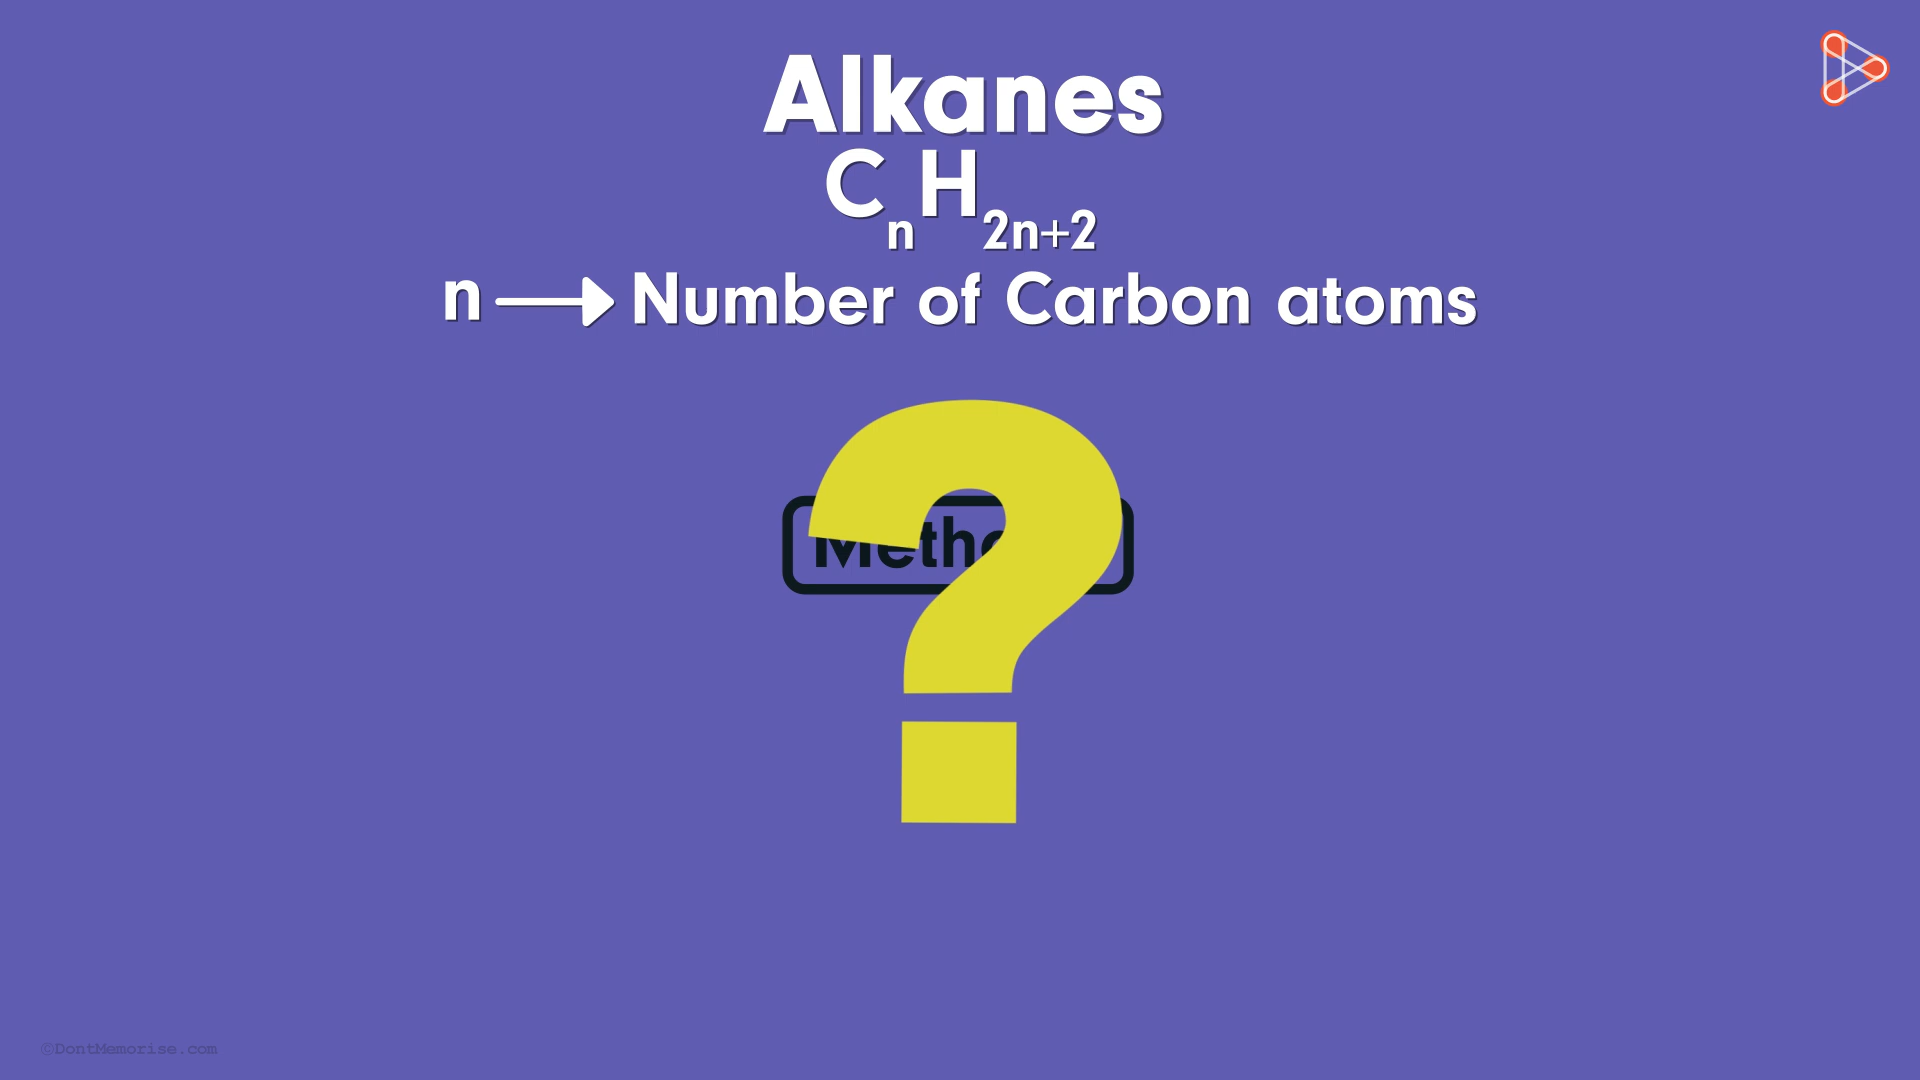 Alkanes
CnH2n+2
n → Number of Carbon atoms
©DontMemorise.com